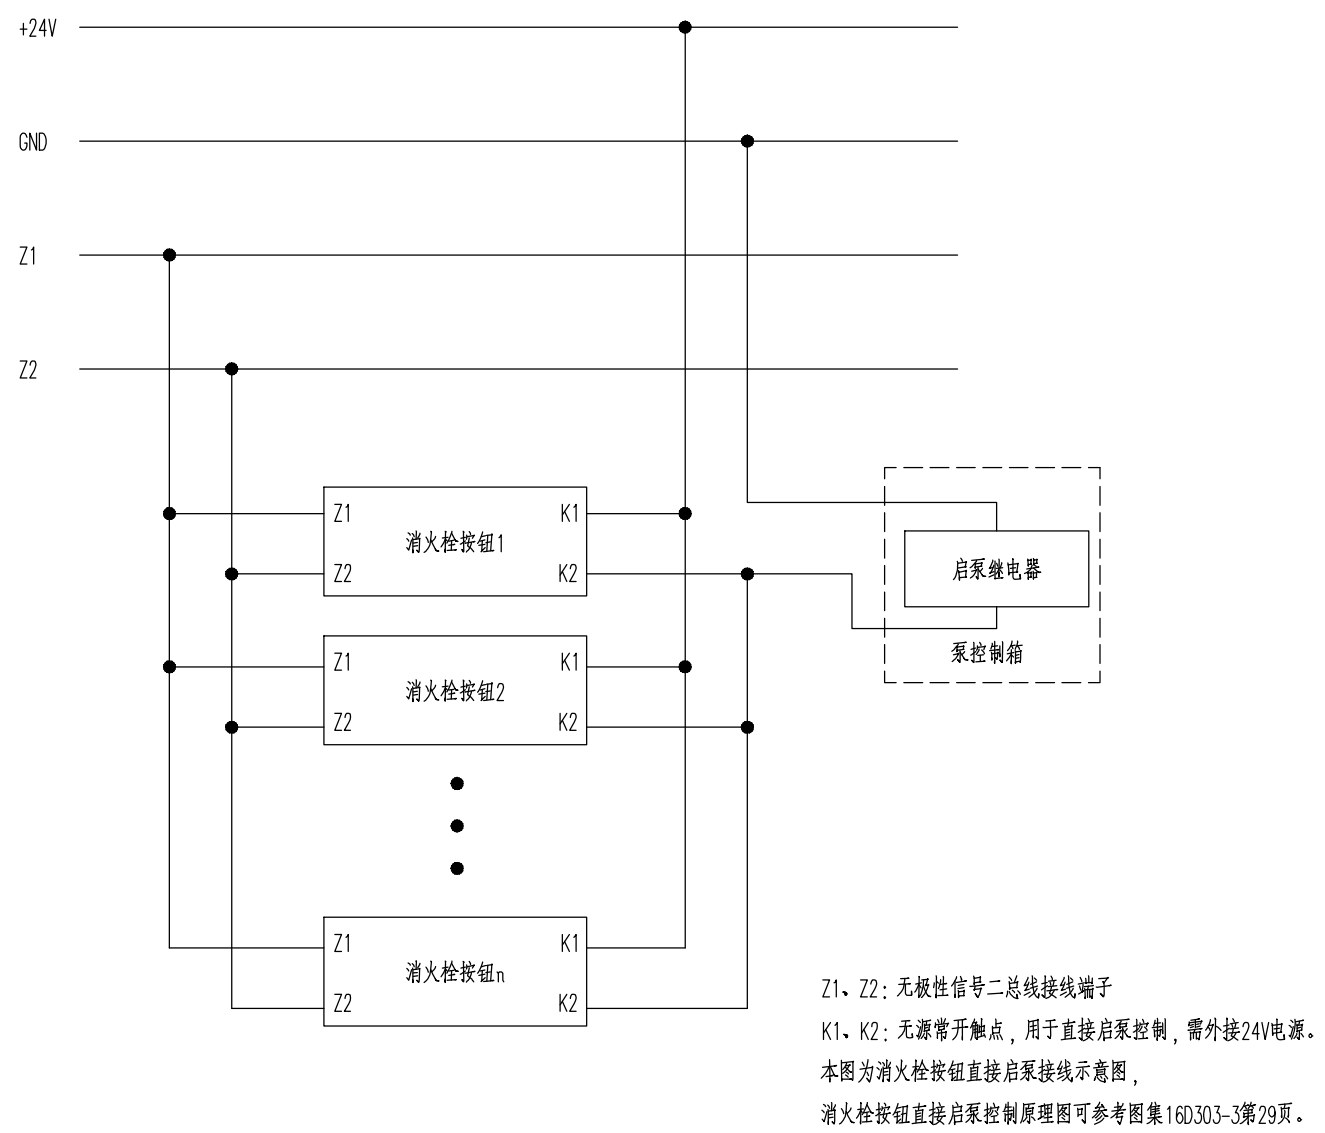 +24V
GND
Z1
Z2
Z1 K1
消火栓按钮1
Z2 K2
启泵继电器
泵控制箱
Z1 K1
消火栓按钮2
Z2 K2
Z1 K1
消火栓按钮n
Z2 K2
Z1、Z2：无极性信号二总线接线端子
K1、K2：无源常开触点，用于直接启泵控制，需外接24V电源。
本图为消火栓按钮直接启泵接线示意图，
消火栓按钮直接启泵控制原理图可参考图集16D303-3第29页。